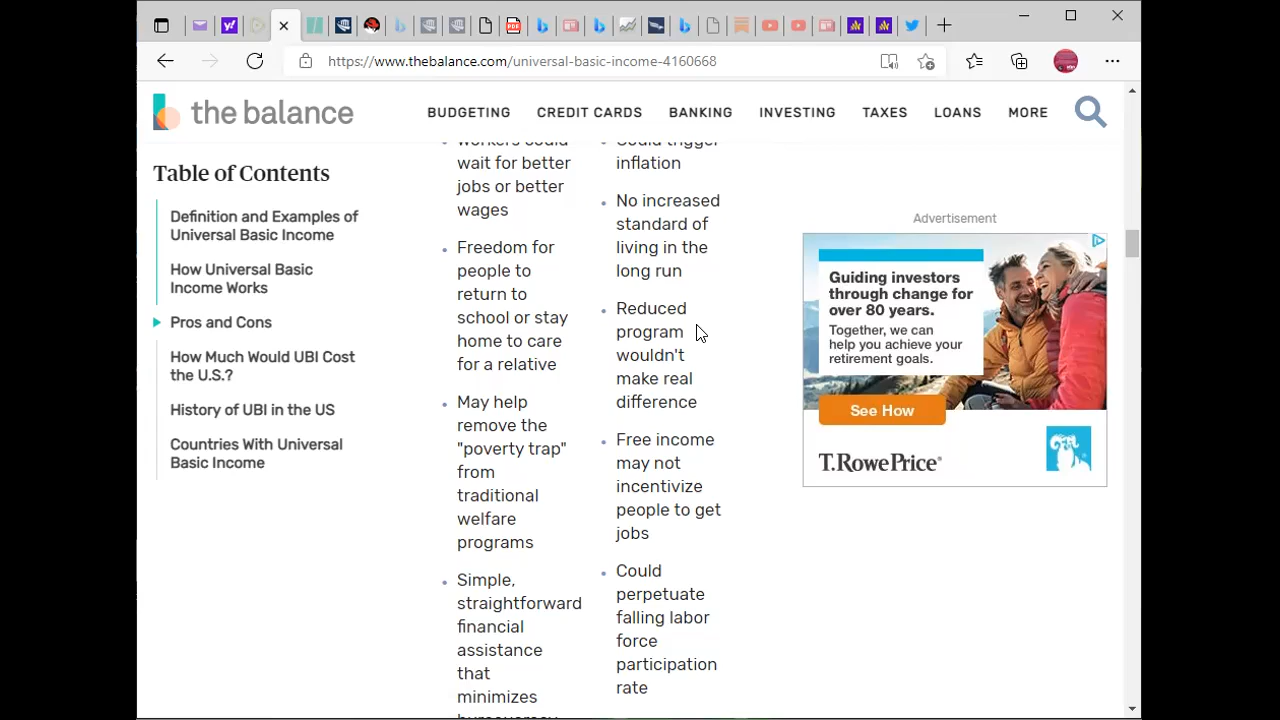 https://www.thebalance.com/universal-basic-income-4160668
the balance
BUDGETING
CREDIT CARDS
BANKING
INVESTING
TAXES
LOANS
MORE
Table of Contents
Definition and Examples of
Universal Basic Income
How Universal Basic
Income Works
Pros and Cons
How Much Would UBI Cost
the U.S.?
History of UBI in the US
Countries With Universal
Basic Income
workers could
wait for better
jobs or better
wages
Freedom for
people to
return to
school or stay
home to care
for a relative
May help
remove the
"poverty trap"
from
traditional
welfare
programs
Simple,
straightforward
financial
assistance
that
minimizes
bureaucracy
Could trigger
inflation
No increased
standard of
living in the
long run
Reduced
program
wouldn't
make real
difference
Free income
may not
incentivize
people to get
jobs
Could
perpetuate
falling labor
force
participation
rate
Advertisement
Guiding investors
through change for
over 80 years.
Together, we can
help you achieve your
retirement goals.
See How
T.RowePrice